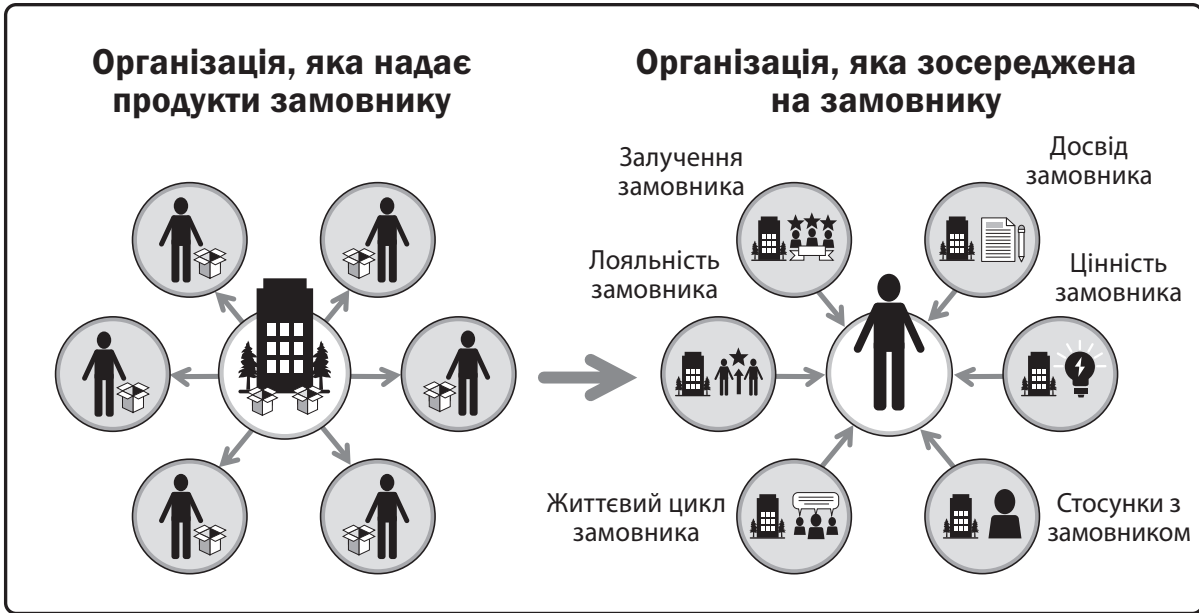 Організація, яка надає
продукти замовнику
Організація, яка зосереджена
на замовнику
Залучення
замовника
Досвід
замовника
Лояльність
замовника
Цінність
замовника
Життєвий цикл
замовника
Стосунки з
замовником